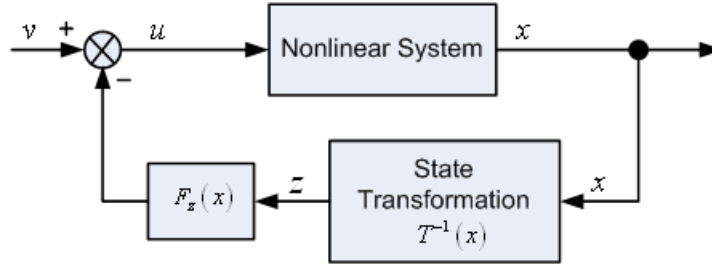 v + u Nonlinear System x
−
F_z(x) z State x
Transformation
T⁻¹(x)